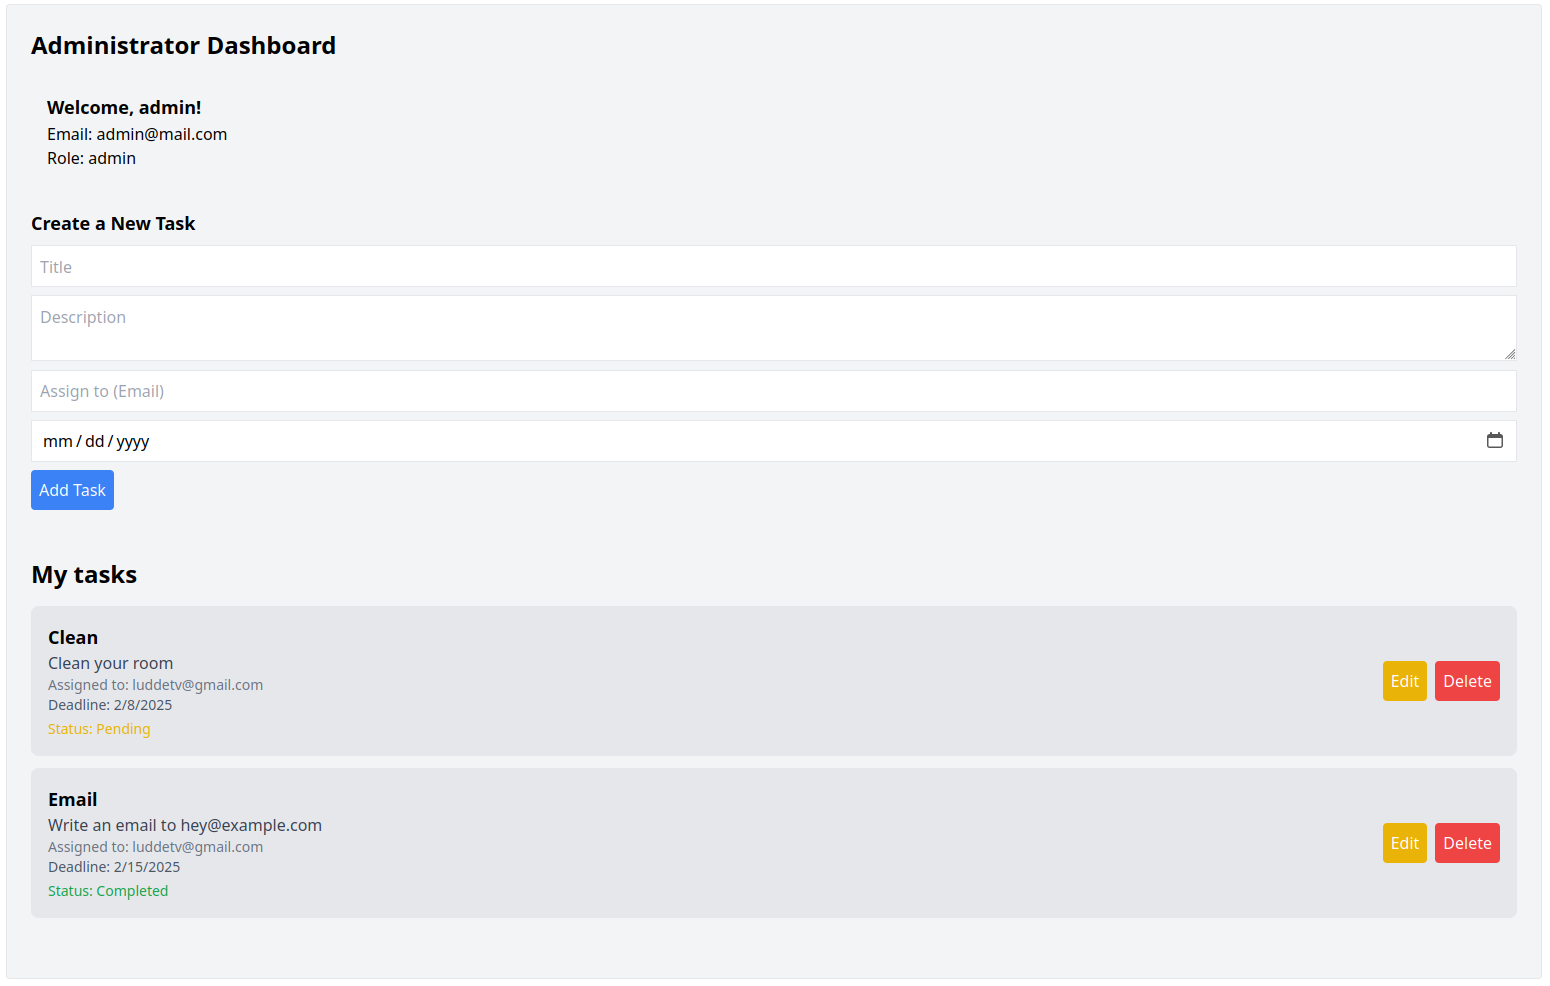 Administrator Dashboard
Welcome, admin!
Email: admin@mail.com
Role: admin
Create a New Task
Title
Description
Assign to (Email)
mm / dd / yyyy
Add Task
My tasks
Clean
Clean your room
Assigned to: luddetv@gmail.com
Deadline: 2/8/2025
Status: Pending
Edit Delete
Email
Write an email to hey@example.com
Assigned to: luddetv@gmail.com
Deadline: 2/15/2025
Status: Completed
Edit Delete